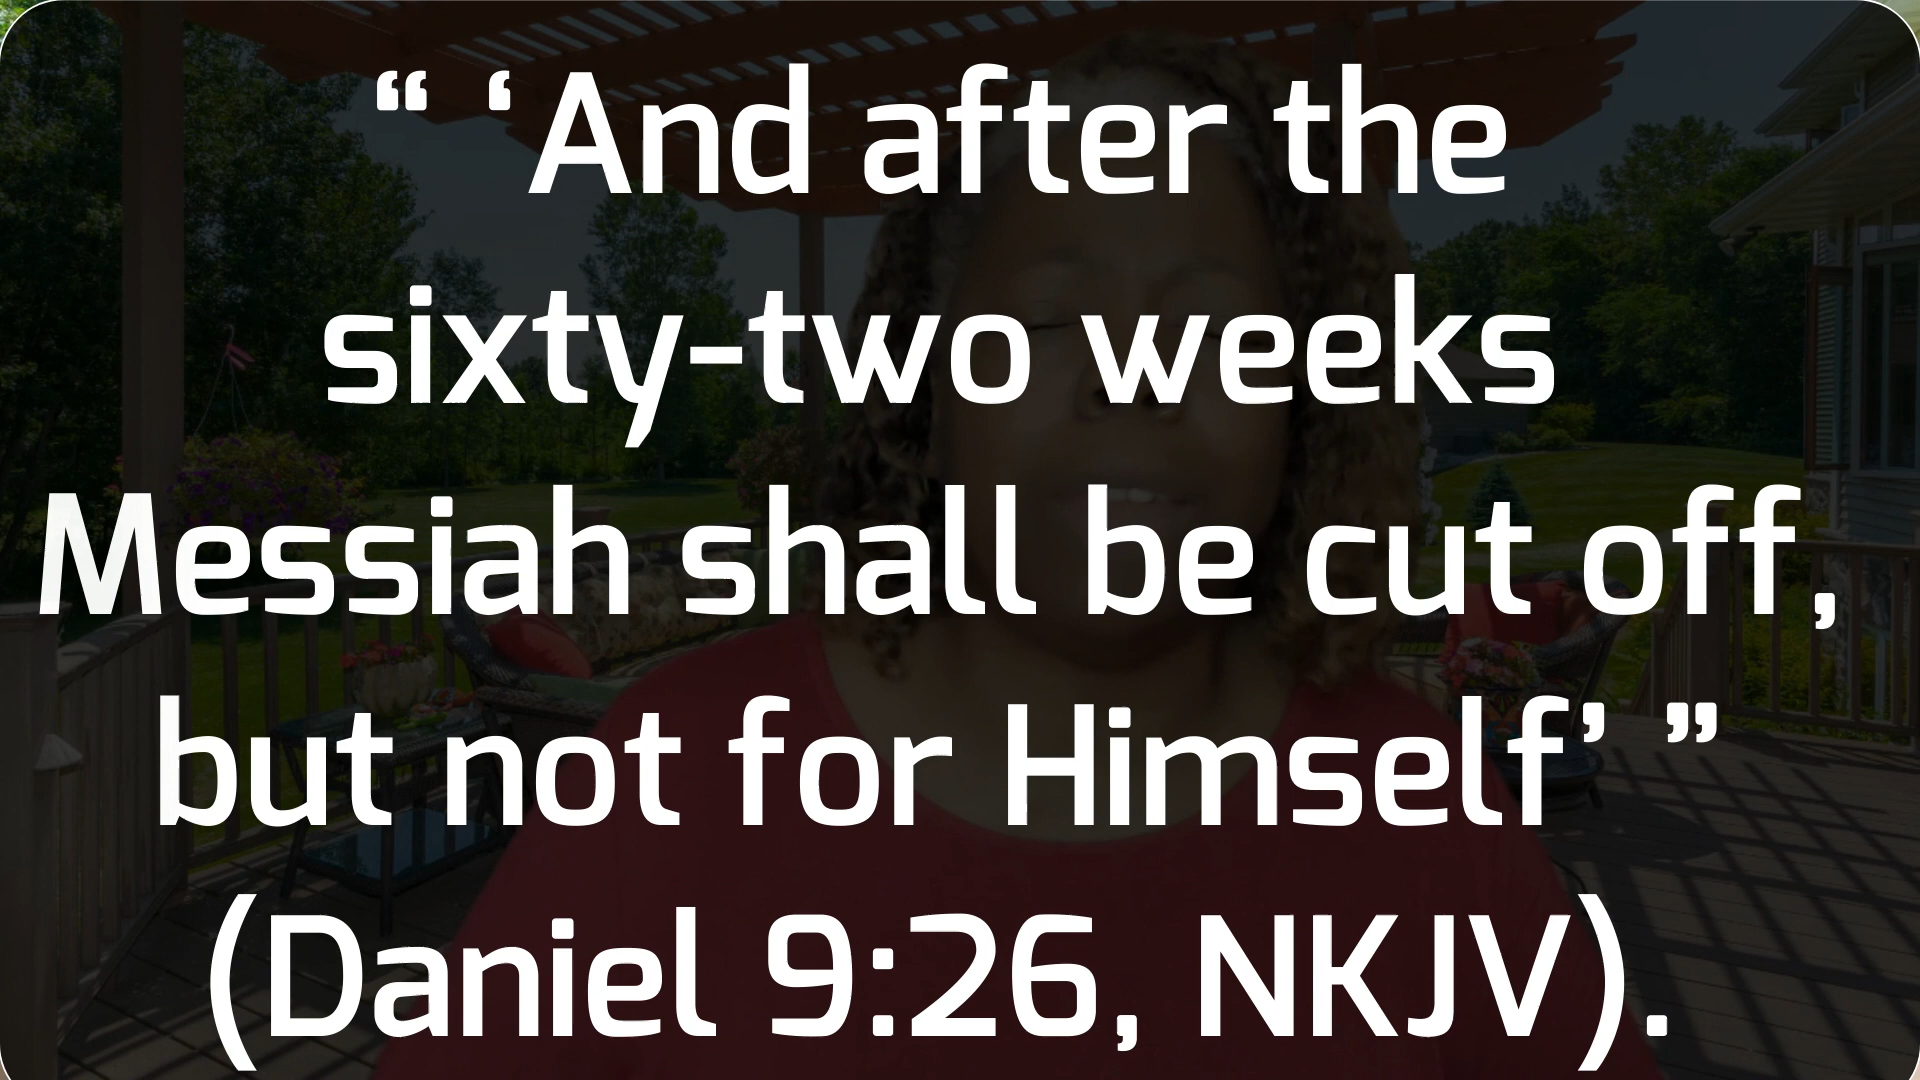 “ ‘And after the
sixty-two weeks
Messiah shall be cut off,
but not for Himself’ ”
(Daniel 9:26, NKJV).